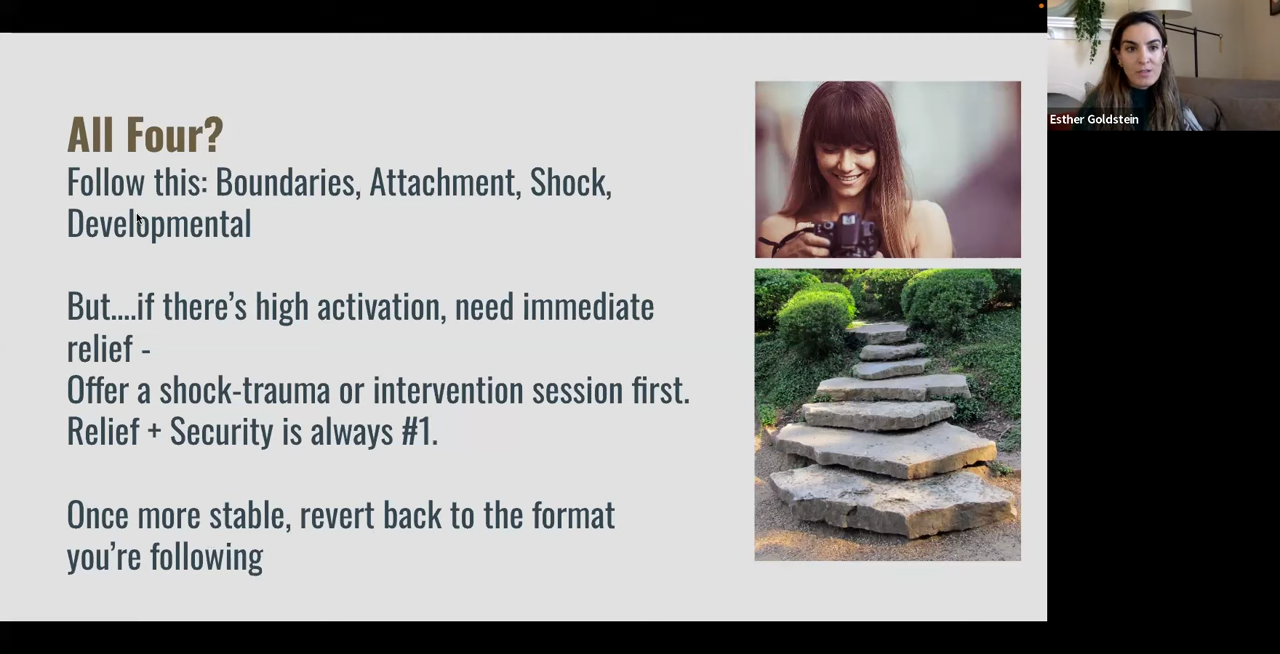 All Four?
Follow this: Boundaries, Attachment, Shock,
Developmental
But....if there’s high activation, need immediate
relief -
Offer a shock-trauma or intervention session first.
Relief + Security is always #1.
Once more stable, revert back to the format
you’re following
Esther Goldstein